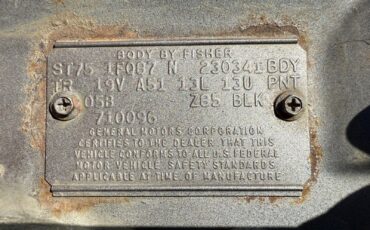 BODY BY FISHER
ST75 1F087 N 230341 BDY
TR 19V A51 13L 13U PNT
05B Z85 BLK
710096
GENERAL MOTORS CORPORATION
CERTIFIES TO THE DEALER THAT THIS
VEHICLE CONFORMS TO ALL U.S. FEDERAL
MOTOR VEHICLE SAFETY STANDARDS
APPLICABLE AT TIME OF MANUFACTURE